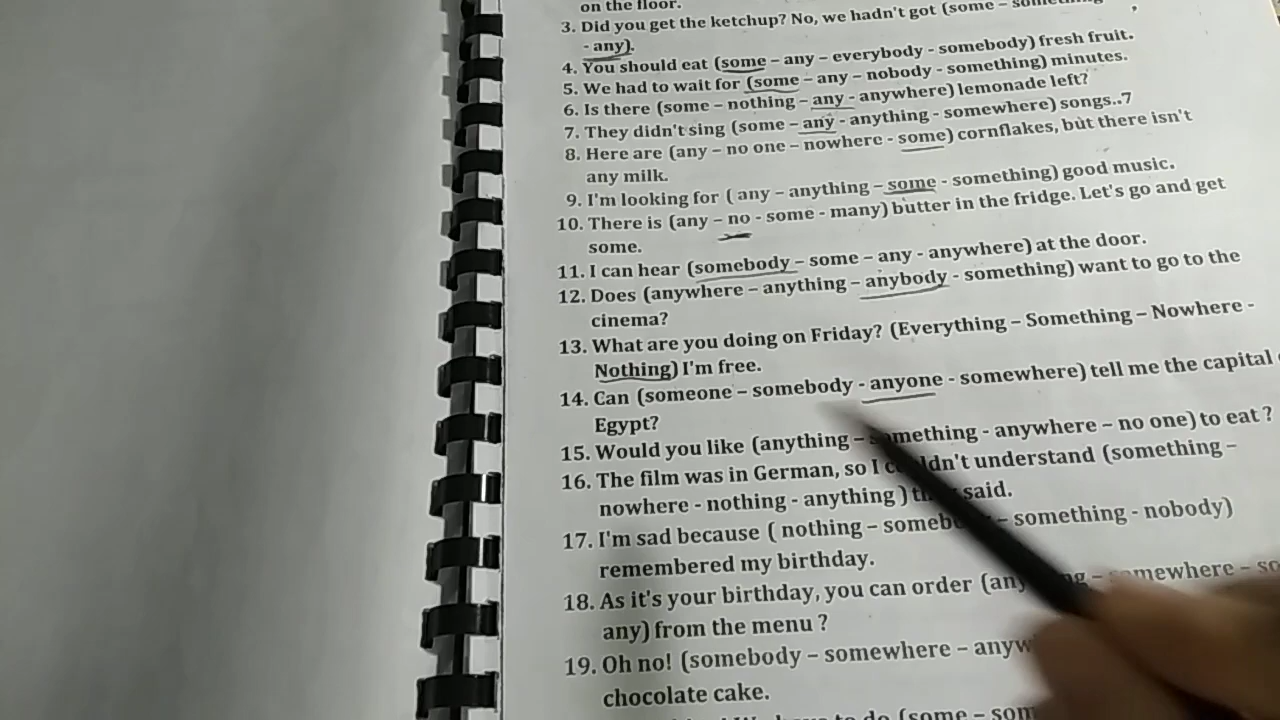 on the floor.
3. Did you get the ketchup? No, we hadn't got (some –
- any).
4. You should eat (some – any – everybody - somebody) fresh fruit.
5. We had to wait for (some – any – nobody - something) minutes.
6. Is there (some – nothing – any - anywhere) lemonade left?
7. They didn't sing (some – any - anything - somewhere) songs..7
8. Here are (any – no one – nowhere - some) cornflakes, but there isn't
any milk.
9. I'm looking for ( any – anything – some - something) good music.
10. There is (any – no - some - many) butter in the fridge. Let's go and get
some.
11. I can hear (somebody – some – any - anywhere) at the door.
12. Does (anywhere – anything – anybody - something) want to go to the
cinema?
13. What are you doing on Friday? (Everything – Something – Nowhere -
Nothing) I'm free.
14. Can (someone – somebody - anyone - somewhere) tell me the capital
Egypt?
15. Would you like (anything – something - anywhere – no one) to eat ?
16. The film was in German, so I couldn't understand (something –
nowhere - nothing - anything ) they said.
17. I'm sad because ( nothing – somebody – something - nobody)
remembered my birthday.
18. As it's your birthday, you can order (anything – somewhere –
any) from the menu ?
19. Oh no! (somebody – somewhere –
chocolate cake.
to do (some –